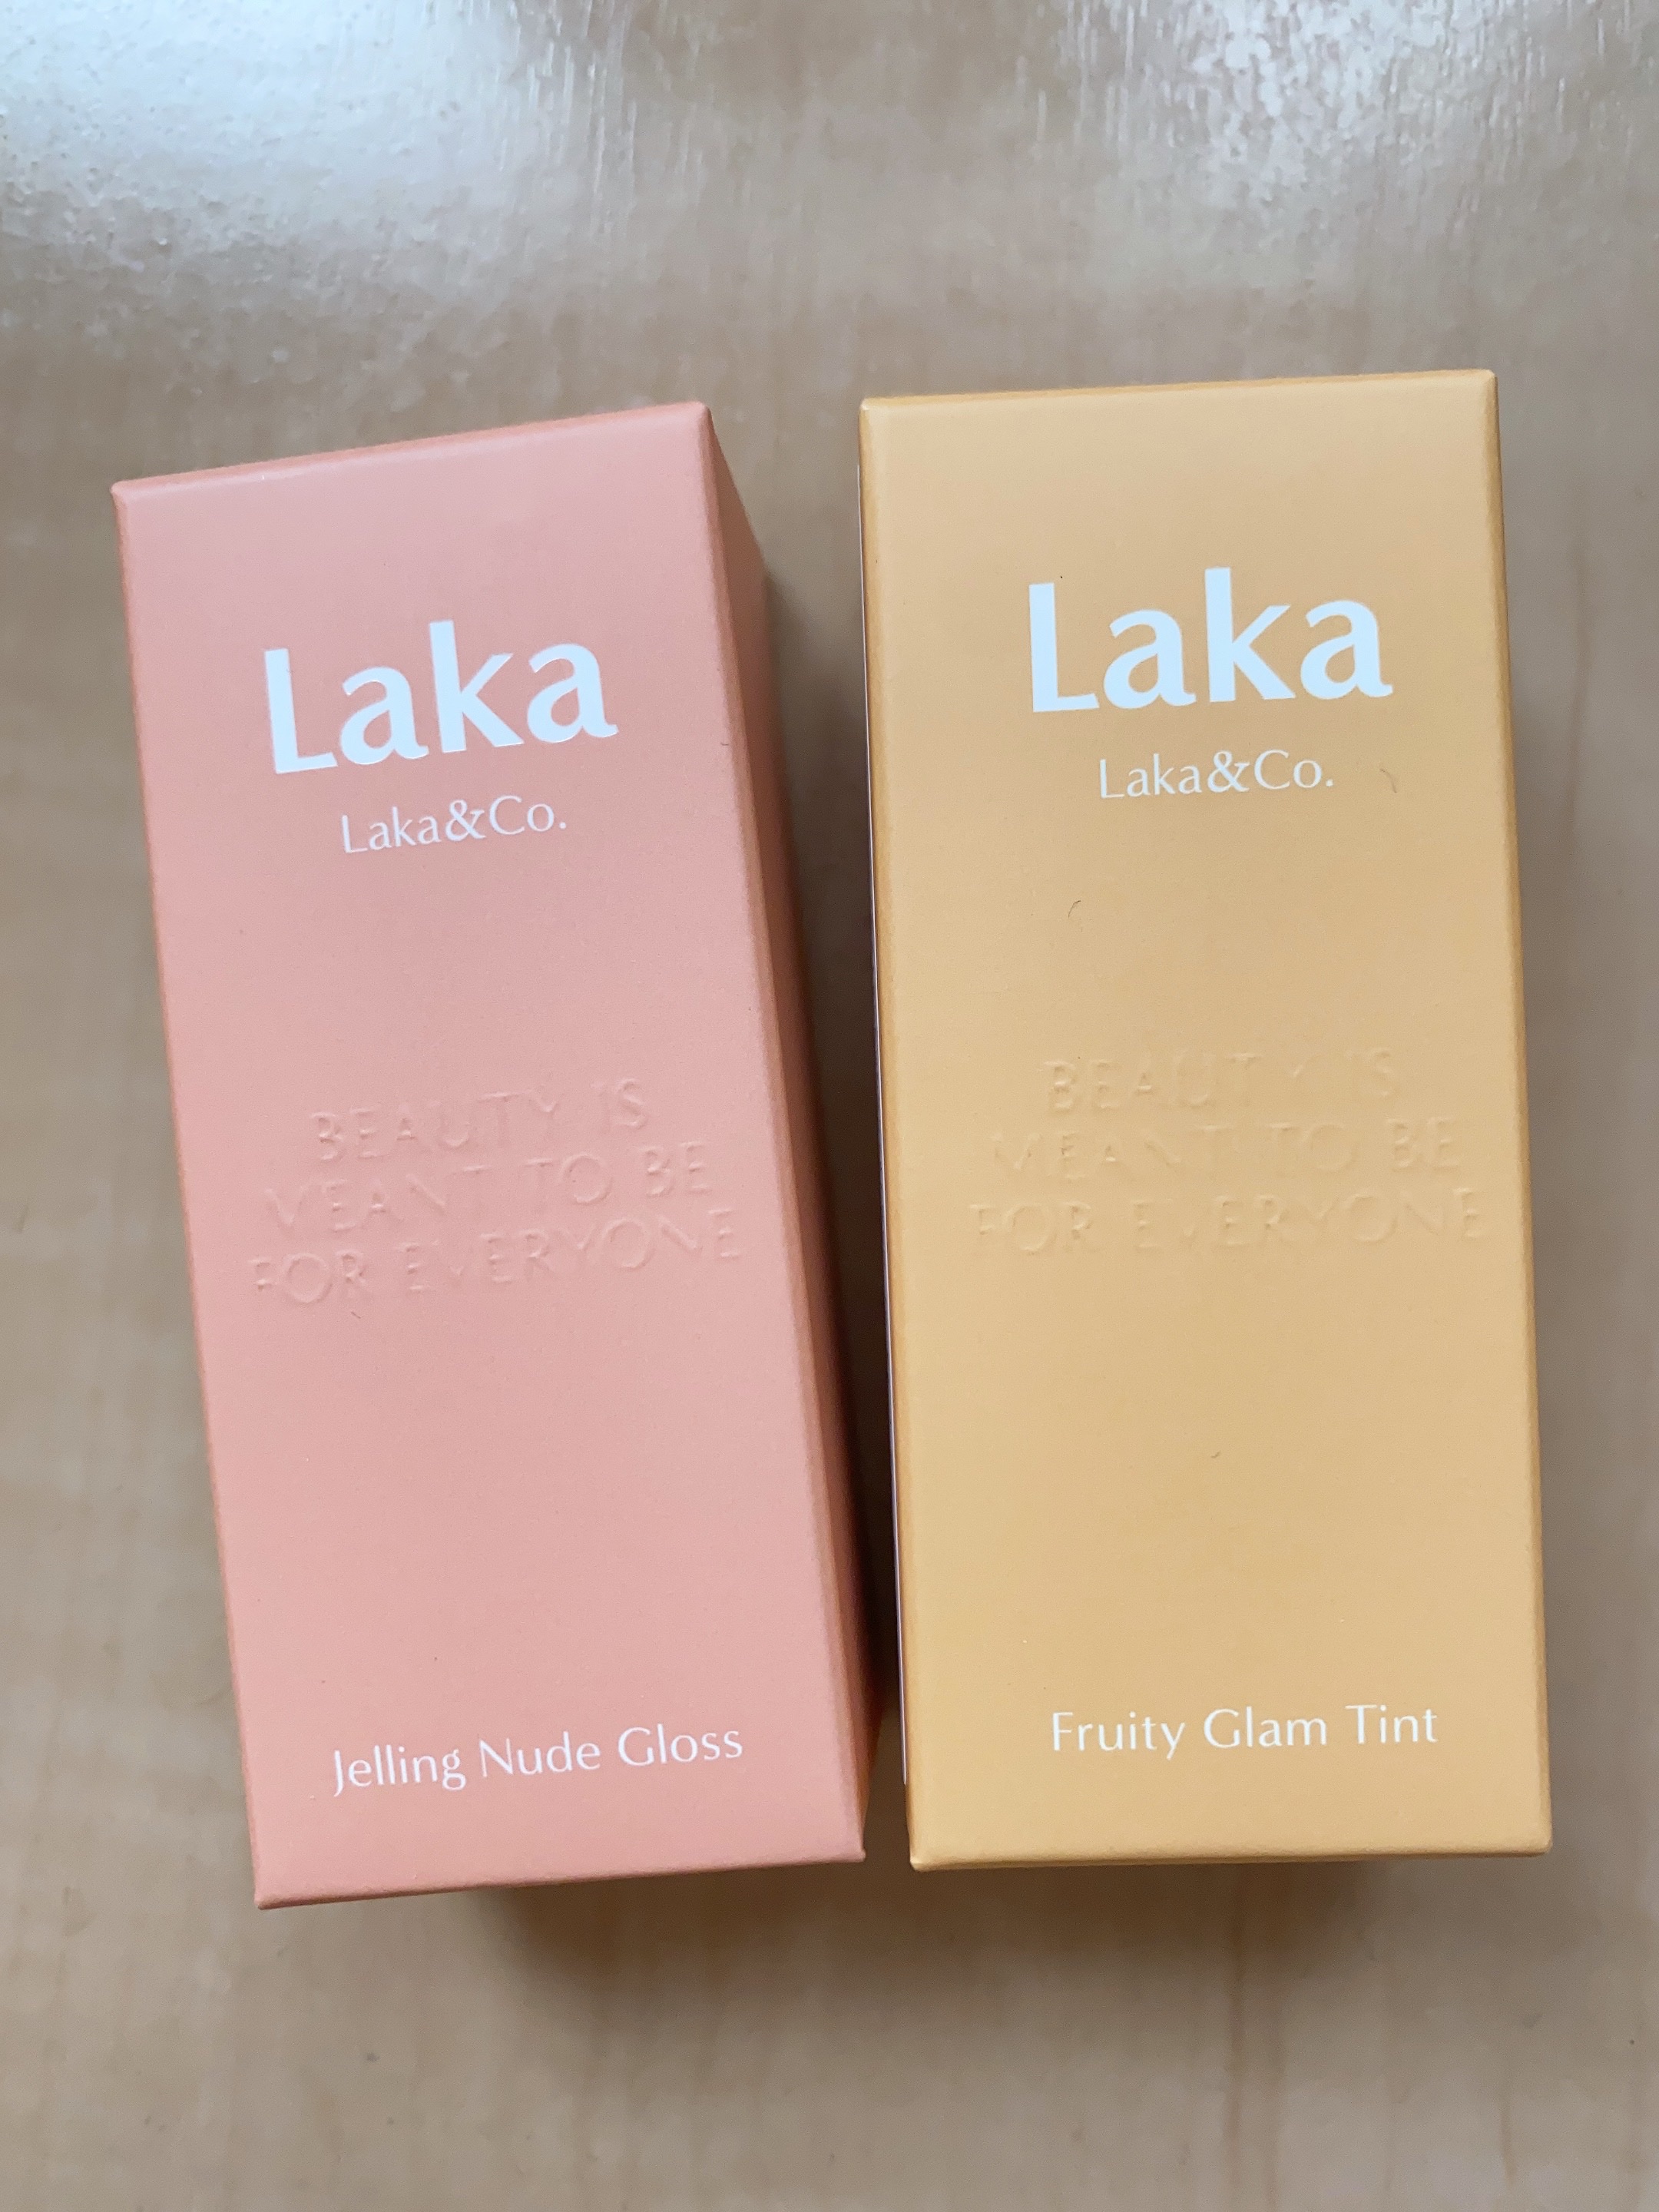 Laka
Laka&Co.
BEAUTY IS
MEANT TO BE
FOR EVERYONE
Jelling Nude Gloss
Laka
Laka&Co.
BEAUTY IS
MEANT TO BE
FOR EVERYONE
Fruity Glam Tint